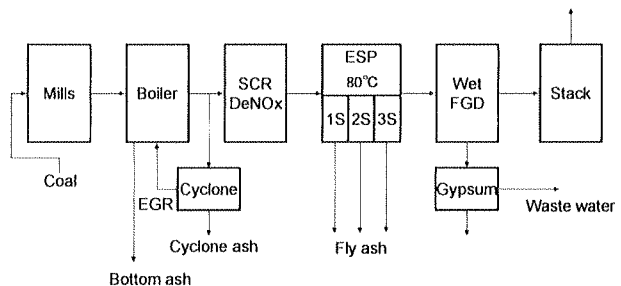 Mills
Boiler
SCR
DeNOx
ESP
80°C
1S 2S 3S
Wet
FGD
Stack
Coal
EGR
Cyclone
Cyclone ash
Bottom ash
Fly ash
Gypsum
Waste water